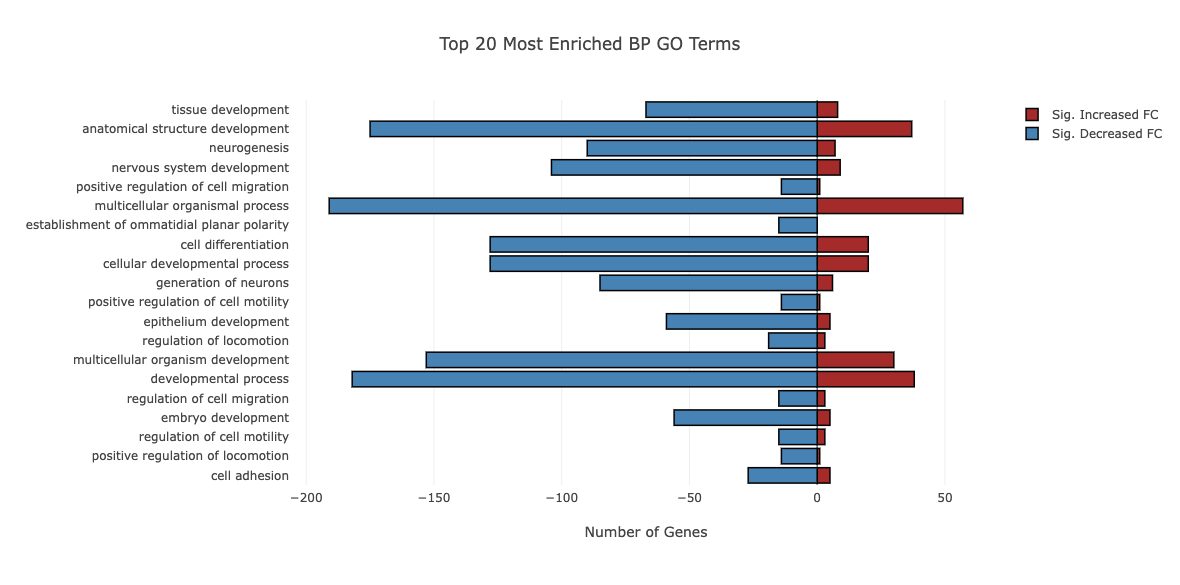 Top 20 Most Enriched BP GO Terms
Sig. Increased FC
Sig. Decreased FC
tissue development
anatomical structure development
neurogenesis
nervous system development
positive regulation of cell migration
multicellular organismal process
establishment of ommatidial planar polarity
cell differentiation
cellular developmental process
generation of neurons
positive regulation of cell motility
epithelium development
regulation of locomotion
multicellular organism development
developmental process
regulation of cell migration
embryo development
regulation of cell motility
positive regulation of locomotion
cell adhesion
−200 −150 −100 −50 0 50
Number of Genes